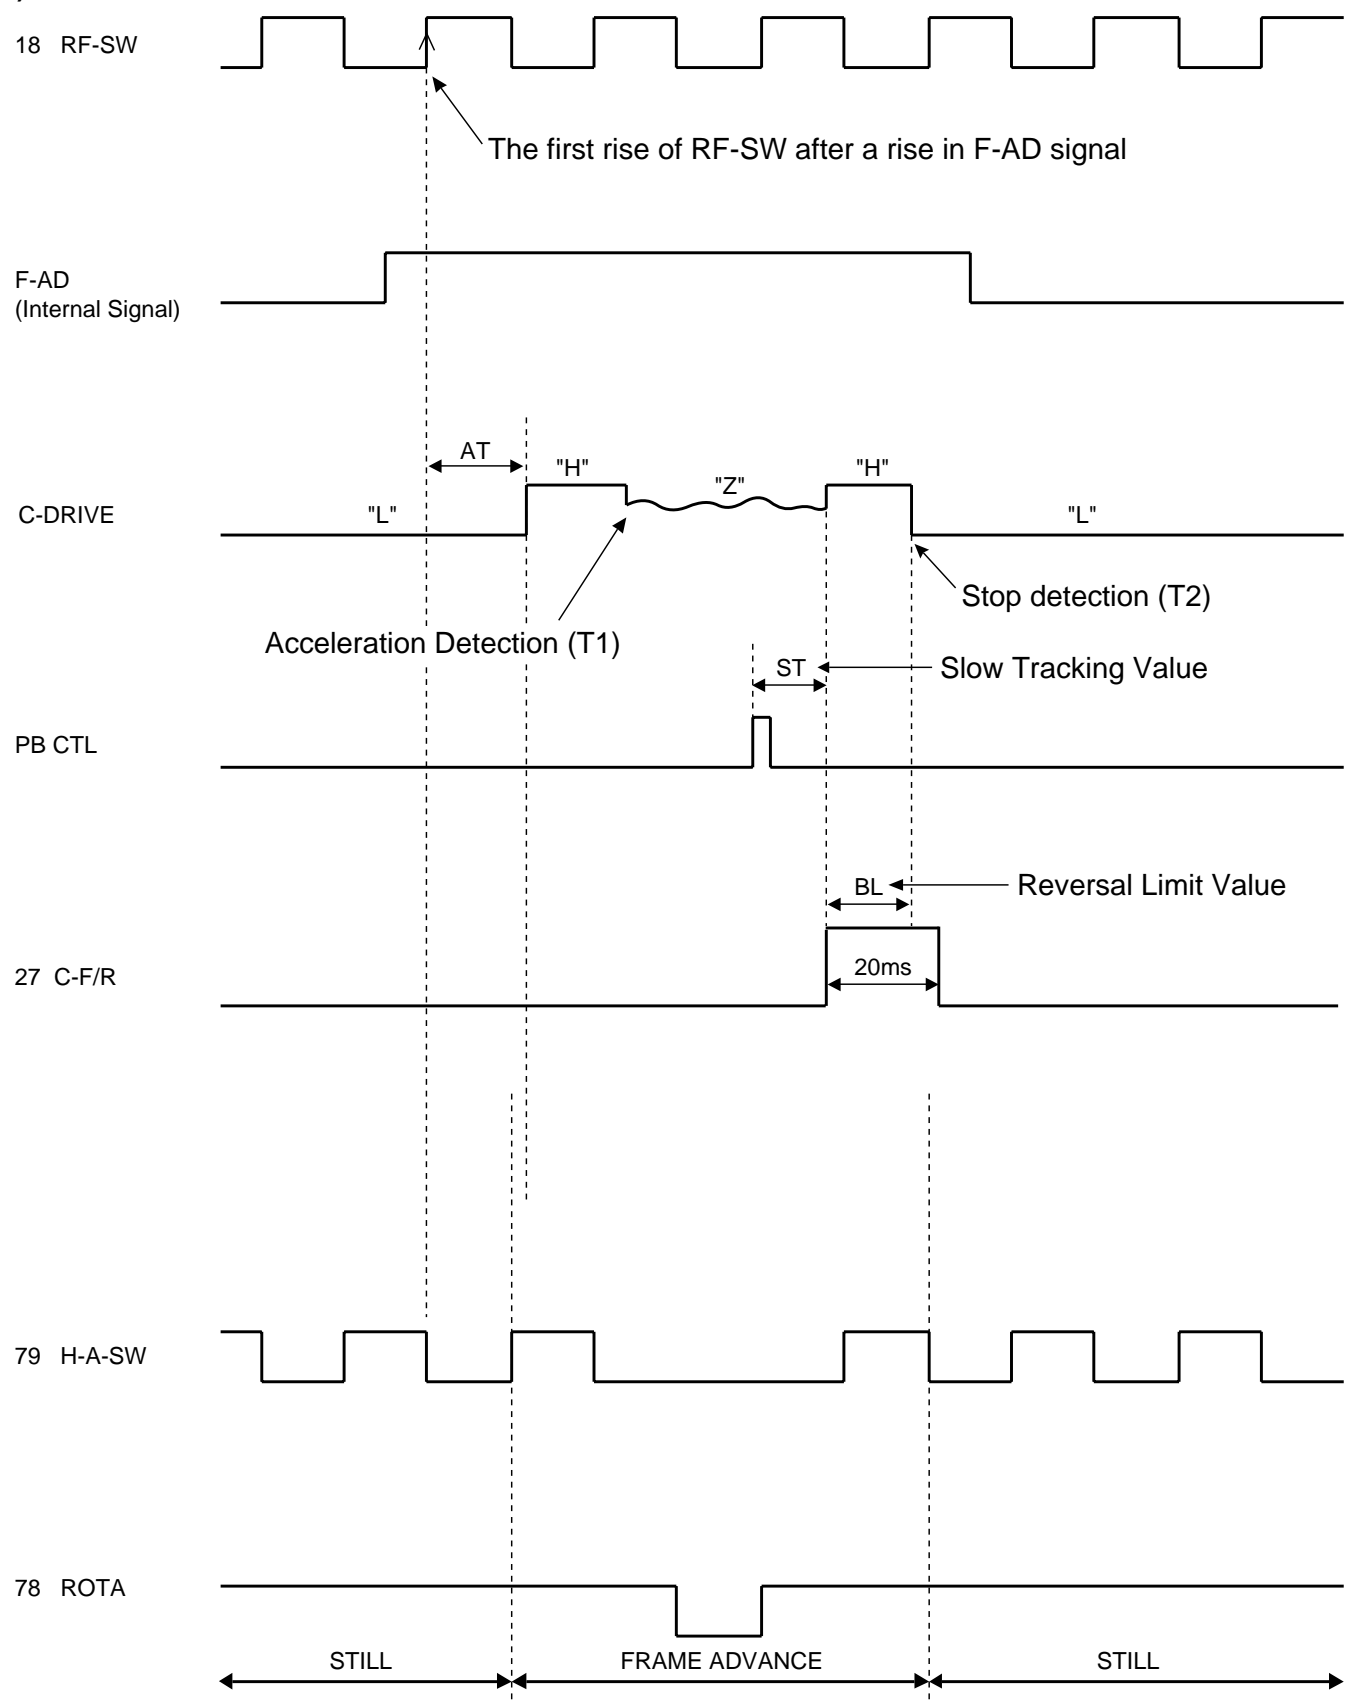 18 RF-SW
The first rise of RF-SW after a rise in F-AD signal
F-AD
(Internal Signal)
AT
"H"
"Z"
"H"
C-DRIVE
"L"
"L"
Stop detection (T2)
Acceleration Detection (T1)
ST
Slow Tracking Value
PB CTL
BL
Reversal Limit Value
27 C-F/R
20ms
79 H-A-SW
78 ROTA
STILL
FRAME ADVANCE
STILL